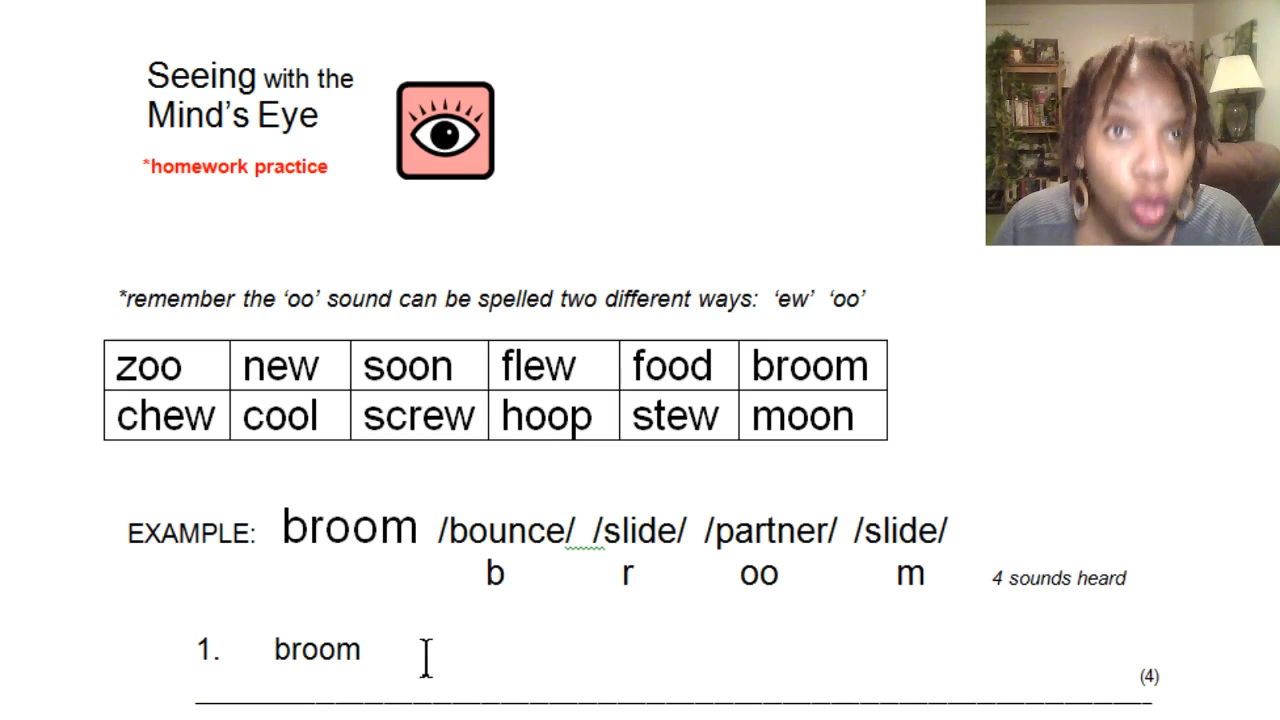 Seeing with the
Mind's Eye
*homework practice
*remember the 'oo' sound can be spelled two different ways: 'ew' 'oo'
zoo new soon flew food broom
chew cool screw hoop stew moon
EXAMPLE: broom /bounce/ /slide/ /partner/ /slide/
b r oo m 4 sounds heard
1. broom
(4)